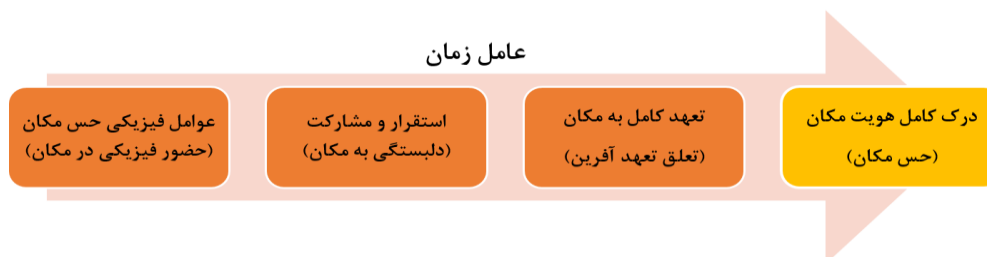 عامل زمان
عوامل فیزیکی حس مکان
(حضور فیزیکی در مکان)
استقرار و مشارکت
(دلبستگی به مکان)
تعهد کامل به مکان
(تعلق تعهد آفرین)
درک کامل هویت مکان
(حس مکان)